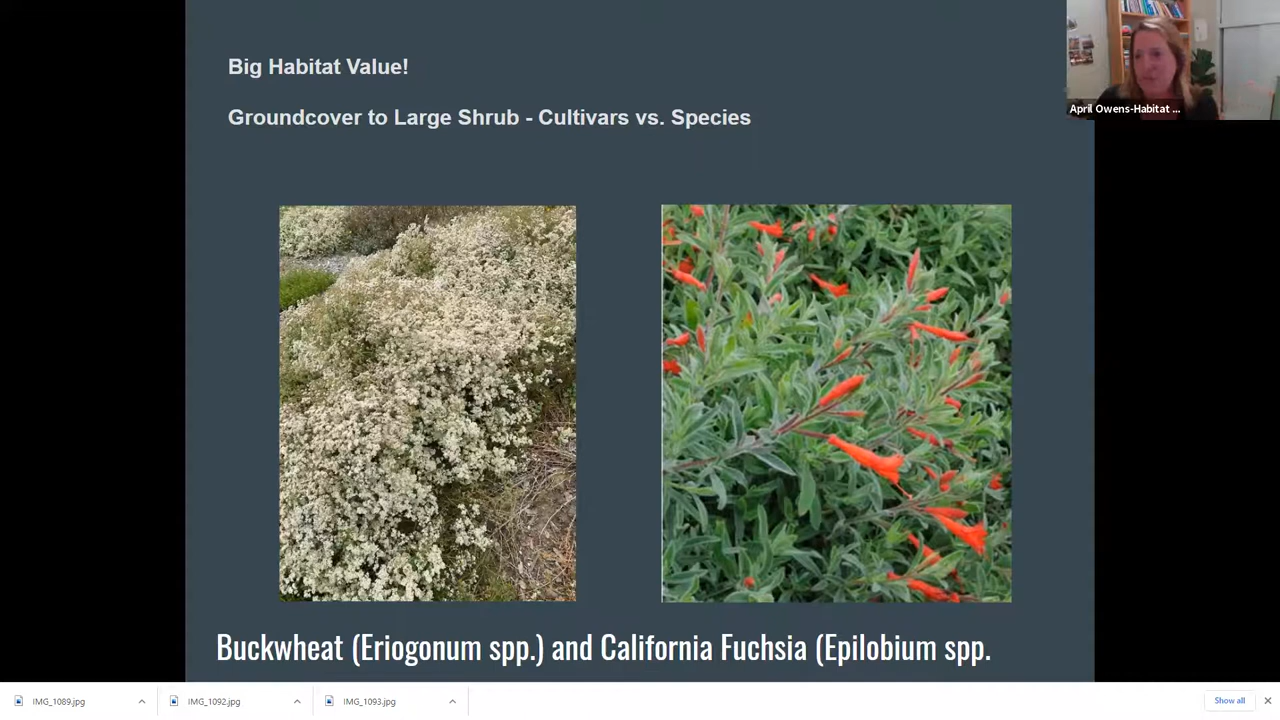 Big Habitat Value!
Groundcover to Large Shrub - Cultivars vs. Species
April Owens-Habitat ...
Buckwheat (Eriogonum spp.) and California Fuchsia (Epilobium spp.
IMG_1089.jpg
IMG_1092.jpg
IMG_1093.jpg
Show all